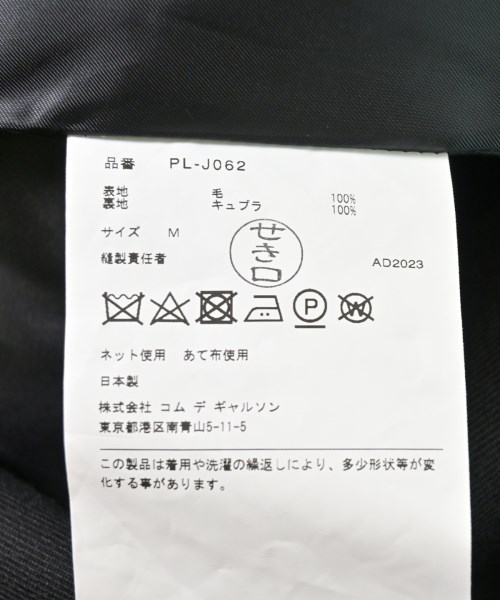 品番 PL-J062
表地 毛 100%
裏地 キュプラ 100%
サイズ M
せき口
縫製責任者
AD2023
P
W
ネット使用 あて布使用
日本製
株式会社 コム デ ギャルソン
東京都港区南青山5-11-5
この製品は着用や洗濯の繰返しにより、多少形状等が変
化する事があります。